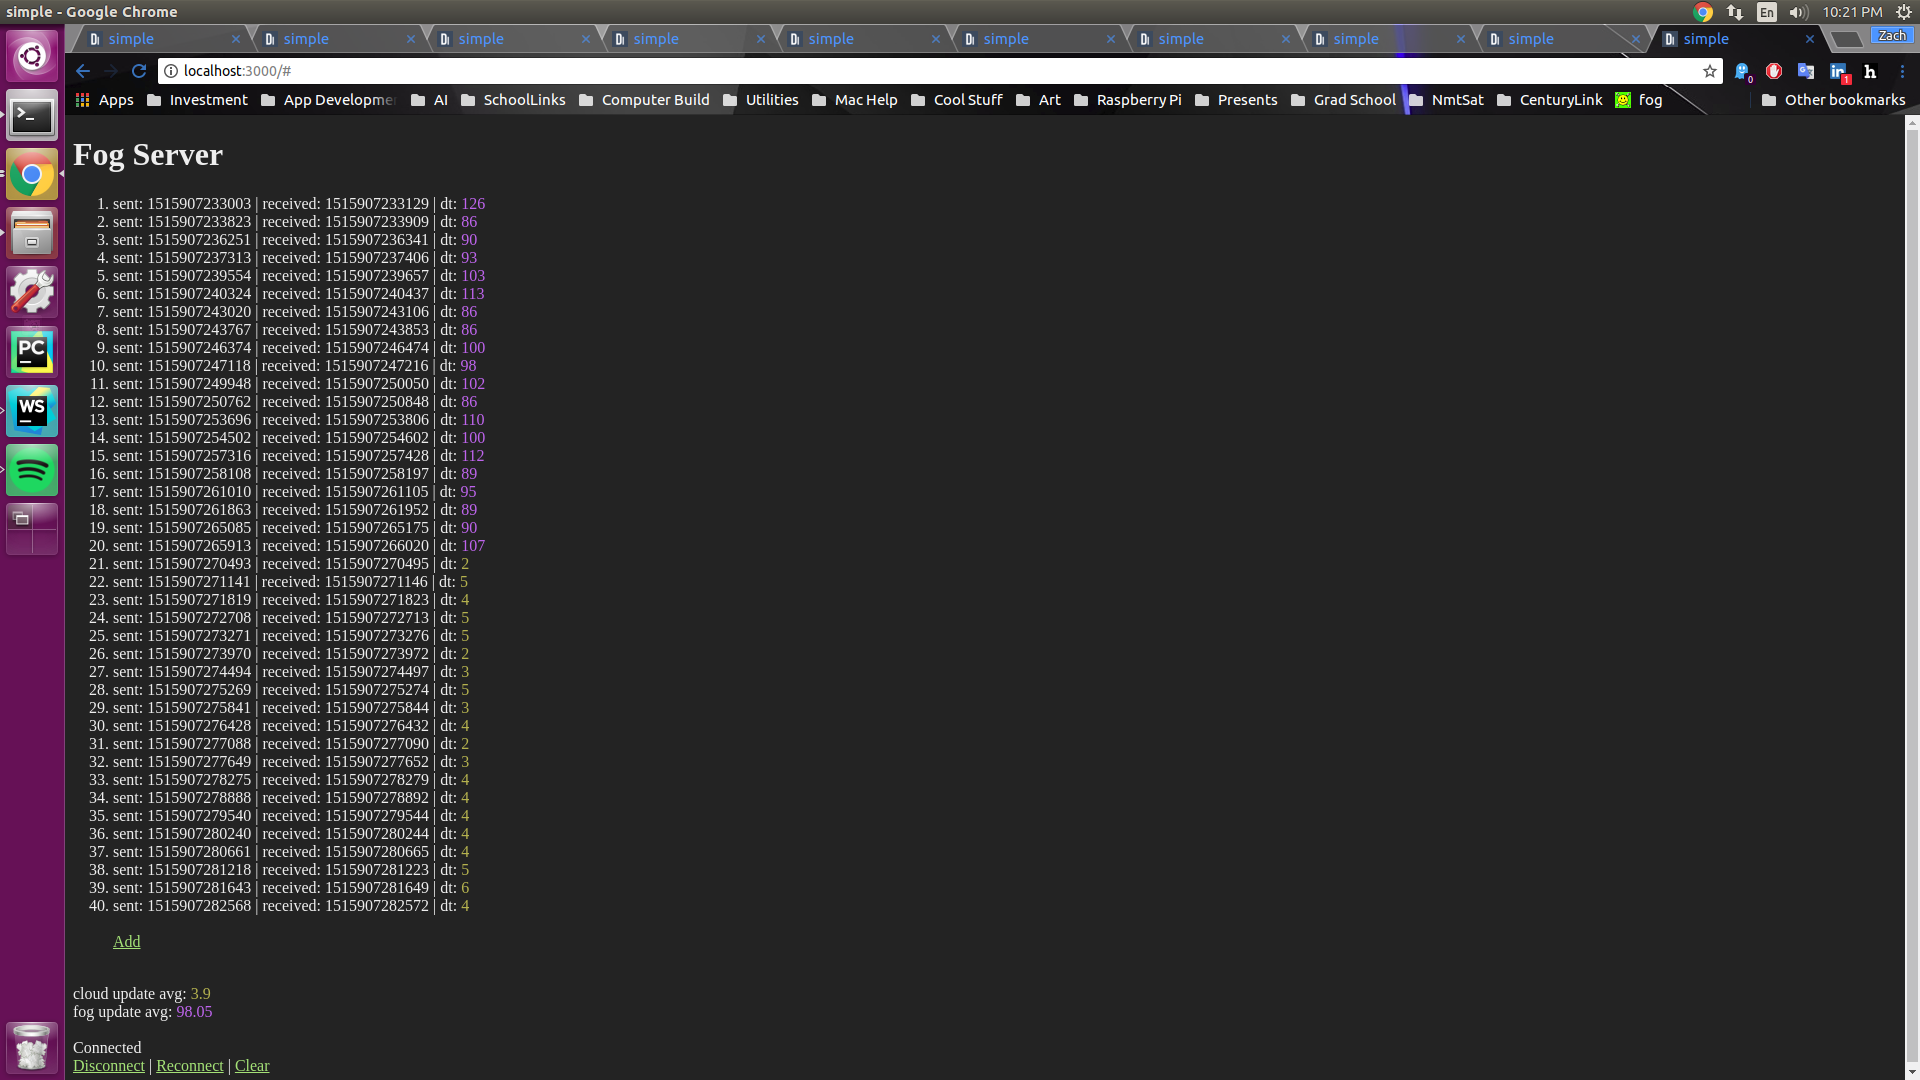 simple - Google Chrome
En
10:21 PM
simple simple simple simple simple simple simple simple simple simple
Zach
localhost:3000/#
0
1
h
Apps Investment App Developme AI SchoolLinks Computer Build Utilities Mac Help Cool Stuff Art Raspberry Pi Presents Grad School NmtSat CenturyLink fog Other bookmarks
PC
WS
Fog Server
1. sent: 1515907233003 | received: 1515907233129 | dt: 126
2. sent: 1515907233823 | received: 1515907233909 | dt: 86
3. sent: 1515907236251 | received: 1515907236341 | dt: 90
4. sent: 1515907237313 | received: 1515907237406 | dt: 93
5. sent: 1515907239554 | received: 1515907239657 | dt: 103
6. sent: 1515907240324 | received: 1515907240437 | dt: 113
7. sent: 1515907243020 | received: 1515907243106 | dt: 86
8. sent: 1515907243767 | received: 1515907243853 | dt: 86
9. sent: 1515907246374 | received: 1515907246474 | dt: 100
10. sent: 1515907247118 | received: 1515907247216 | dt: 98
11. sent: 1515907249948 | received: 1515907250050 | dt: 102
12. sent: 1515907250762 | received: 1515907250848 | dt: 86
13. sent: 1515907253696 | received: 1515907253806 | dt: 110
14. sent: 1515907254502 | received: 1515907254602 | dt: 100
15. sent: 1515907257316 | received: 1515907257428 | dt: 112
16. sent: 1515907258108 | received: 1515907258197 | dt: 89
17. sent: 1515907261010 | received: 1515907261105 | dt: 95
18. sent: 1515907261863 | received: 1515907261952 | dt: 89
19. sent: 1515907265085 | received: 1515907265175 | dt: 90
20. sent: 1515907265913 | received: 1515907266020 | dt: 107
21. sent: 1515907270493 | received: 1515907270495 | dt: 2
22. sent: 1515907271141 | received: 1515907271146 | dt: 5
23. sent: 1515907271819 | received: 1515907271823 | dt: 4
24. sent: 1515907272708 | received: 1515907272713 | dt: 5
25. sent: 1515907273271 | received: 1515907273276 | dt: 5
26. sent: 1515907273970 | received: 1515907273972 | dt: 2
27. sent: 1515907274494 | received: 1515907274497 | dt: 3
28. sent: 1515907275269 | received: 1515907275274 | dt: 5
29. sent: 1515907275841 | received: 1515907275844 | dt: 3
30. sent: 1515907276428 | received: 1515907276432 | dt: 4
31. sent: 1515907277088 | received: 1515907277090 | dt: 2
32. sent: 1515907277649 | received: 1515907277652 | dt: 3
33. sent: 1515907278275 | received: 1515907278279 | dt: 4
34. sent: 1515907278888 | received: 1515907278892 | dt: 4
35. sent: 1515907279540 | received: 1515907279544 | dt: 4
36. sent: 1515907280240 | received: 1515907280244 | dt: 4
37. sent: 1515907280661 | received: 1515907280665 | dt: 4
38. sent: 1515907281218 | received: 1515907281223 | dt: 5
39. sent: 1515907281643 | received: 1515907281649 | dt: 6
40. sent: 1515907282568 | received: 1515907282572 | dt: 4
Add
cloud update avg: 3.9
fog update avg: 98.05
Connected
Disconnect | Reconnect | Clear